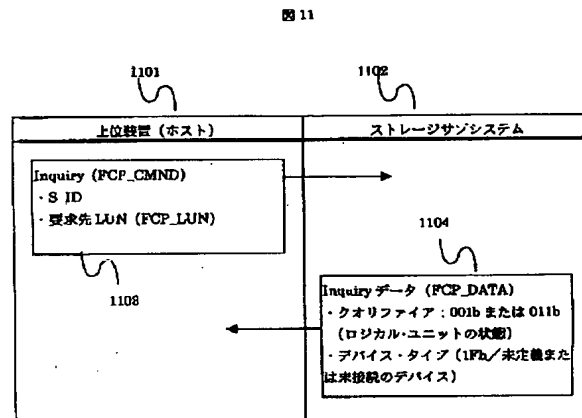 図 11
1101
1102
上位装置（ホスト）
ストレージサブシステム
Inquiry（FCP_CMND）
・S ID
・要求先 LUN（FCP_LUN）
1103
1104
Inquiry データ（FCP_DATA）
・クオリファイア：001b または 011b
（ロジカル・ユニットの状態）
・デバイス・タイプ（1Fh／未定義また
は未接続のデバイス）